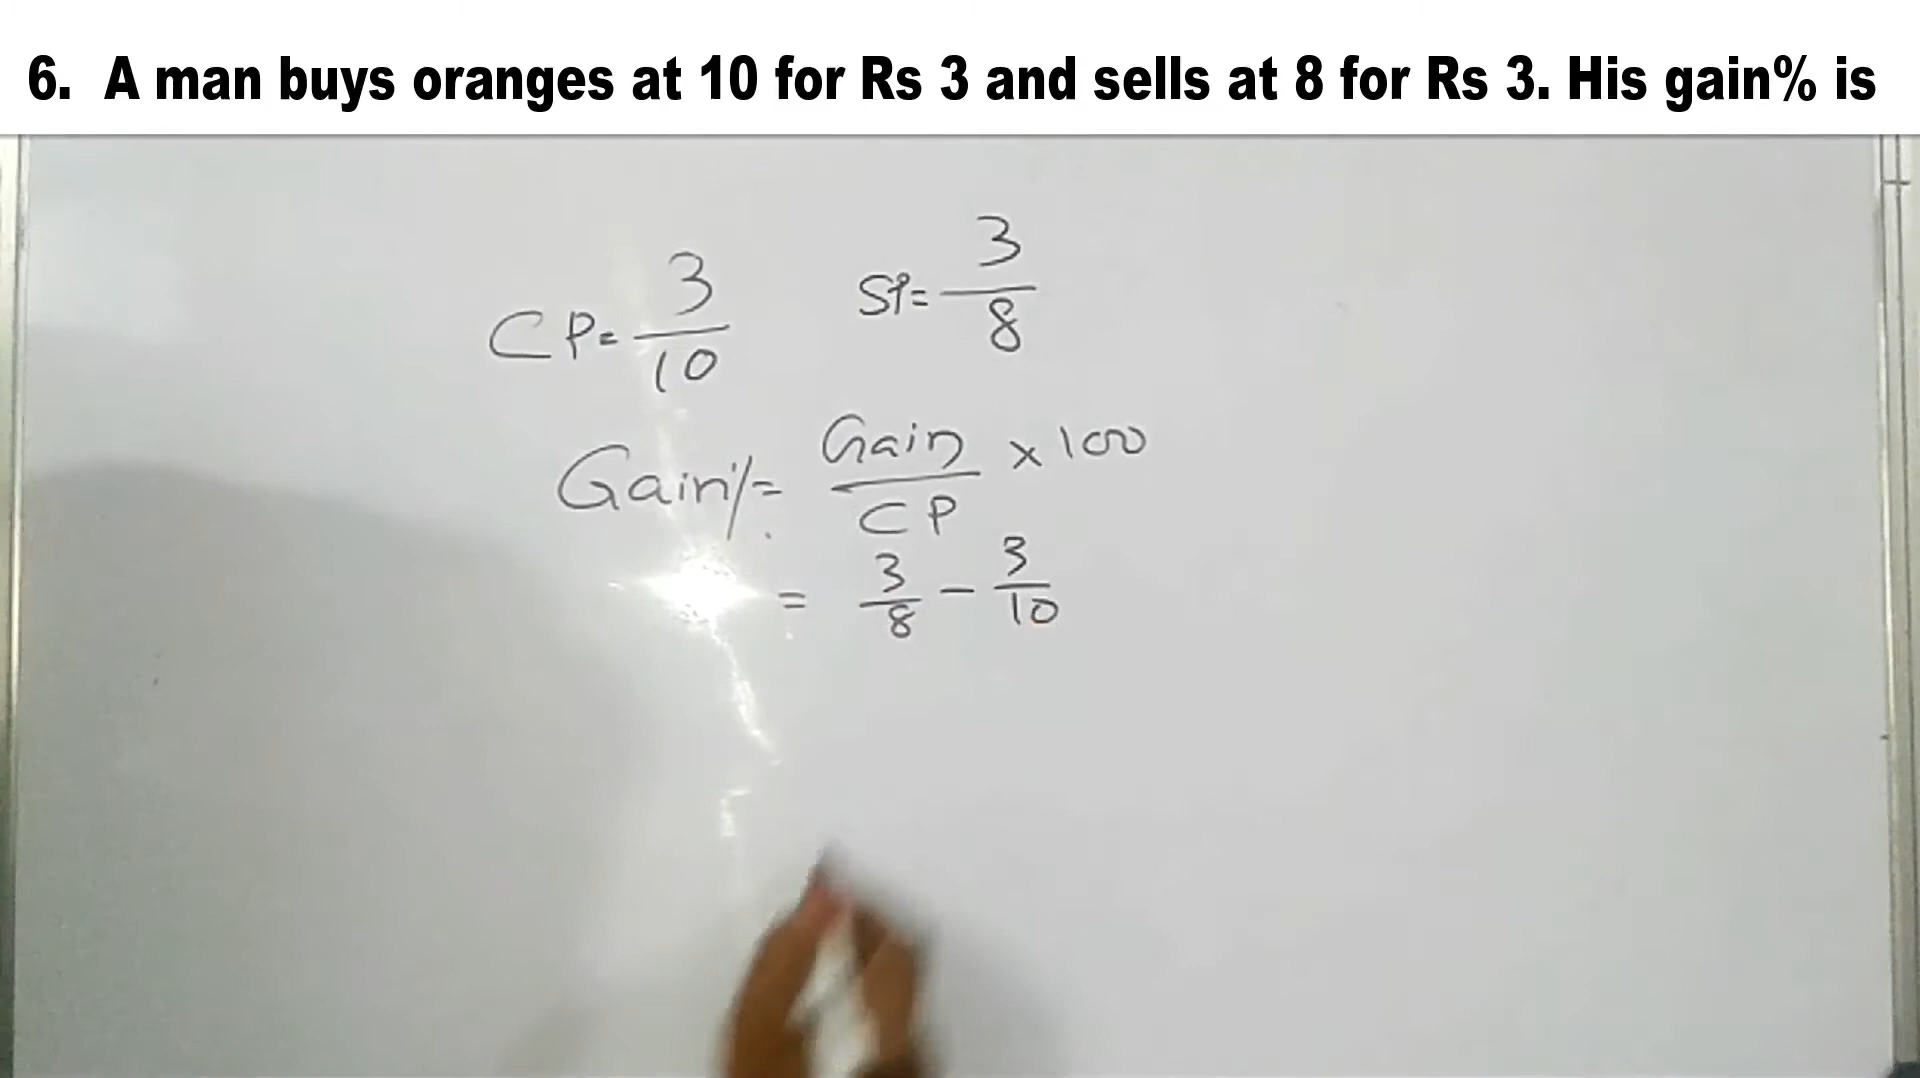 6. A man buys oranges at 10 for Rs 3 and sells at 8 for Rs 3. His gain% is
CP= 3/10 SP= 3/8
Gain%= Gain/CP × 100
= 3/8 - 3/10